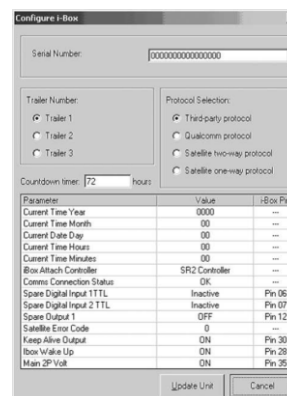 Configure i-Box
Serial Number:
0000000000000000
Trailer Number:
Trailer 1
Trailer 2
Trailer 3
Protocol Selection:
Third-party protocol
Qualcomm protocol
Satellite two-way protocol
Satellite one-way protocol
Countdown timer: 72 hours
Parameter Value i-Box Pi
Current Time Year 0000 ---
Current Time Month 00 ---
Current Date Day 00 ---
Current Time Hours 00 ---
Current Time Minutes 00 ---
iBox Attach Controller SR2 Controller ---
Comms Connection Status OK ---
Spare Digital Input 1TTL Inactive Pin 06
Spare Digital Input 2 TTL Inactive Pin 07
Spare Output 1 OFF Pin 12
Satellite Error Code 0 ---
Keep Alive Output ON Pin 30
Ibox Wake Up ON Pin 28
Main 2P Volt ON Pin 35
Update Unit Cancel